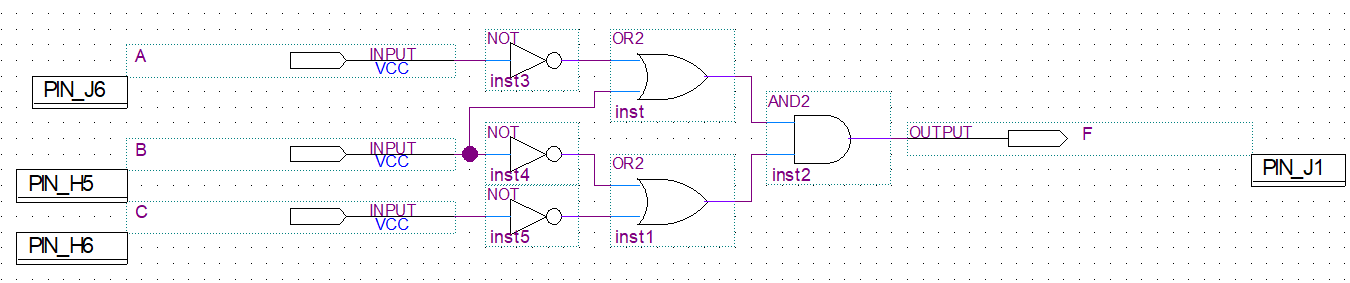 A
INPUT
VCC
PIN_J6
NOT
inst3
OR2
inst
B
INPUT
VCC
PIN_H5
NOT
inst4
AND2
inst2
OUTPUT
F
PIN_J1
C
INPUT
VCC
PIN_H6
NOT
inst5
OR2
inst1